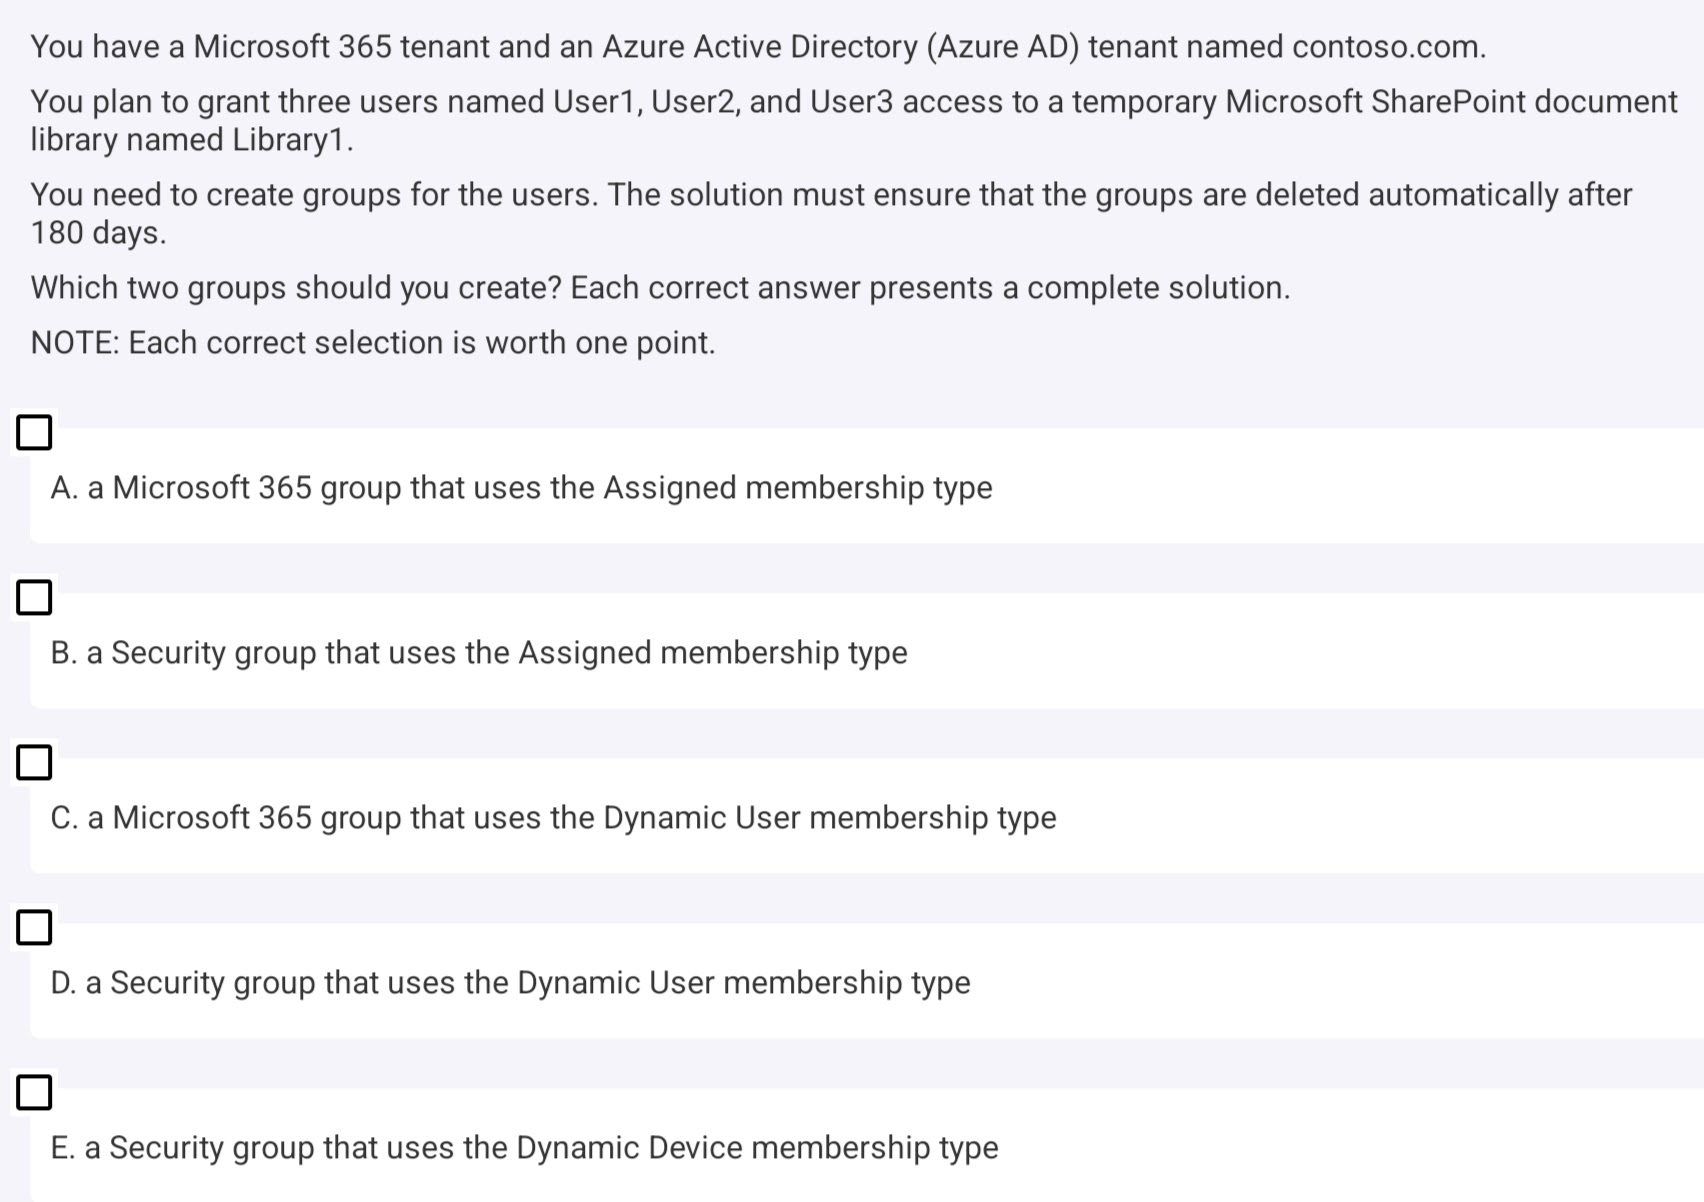 You have a Microsoft 365 tenant and an Azure Active Directory (Azure AD) tenant named contoso.com.
You plan to grant three users named User1, User2, and User3 access to a temporary Microsoft SharePoint document
library named Library1.
You need to create groups for the users. The solution must ensure that the groups are deleted automatically after
180 days.
Which two groups should you create? Each correct answer presents a complete solution.
NOTE: Each correct selection is worth one point.
A. a Microsoft 365 group that uses the Assigned membership type
B. a Security group that uses the Assigned membership type
C. a Microsoft 365 group that uses the Dynamic User membership type
D. a Security group that uses the Dynamic User membership type
E. a Security group that uses the Dynamic Device membership type